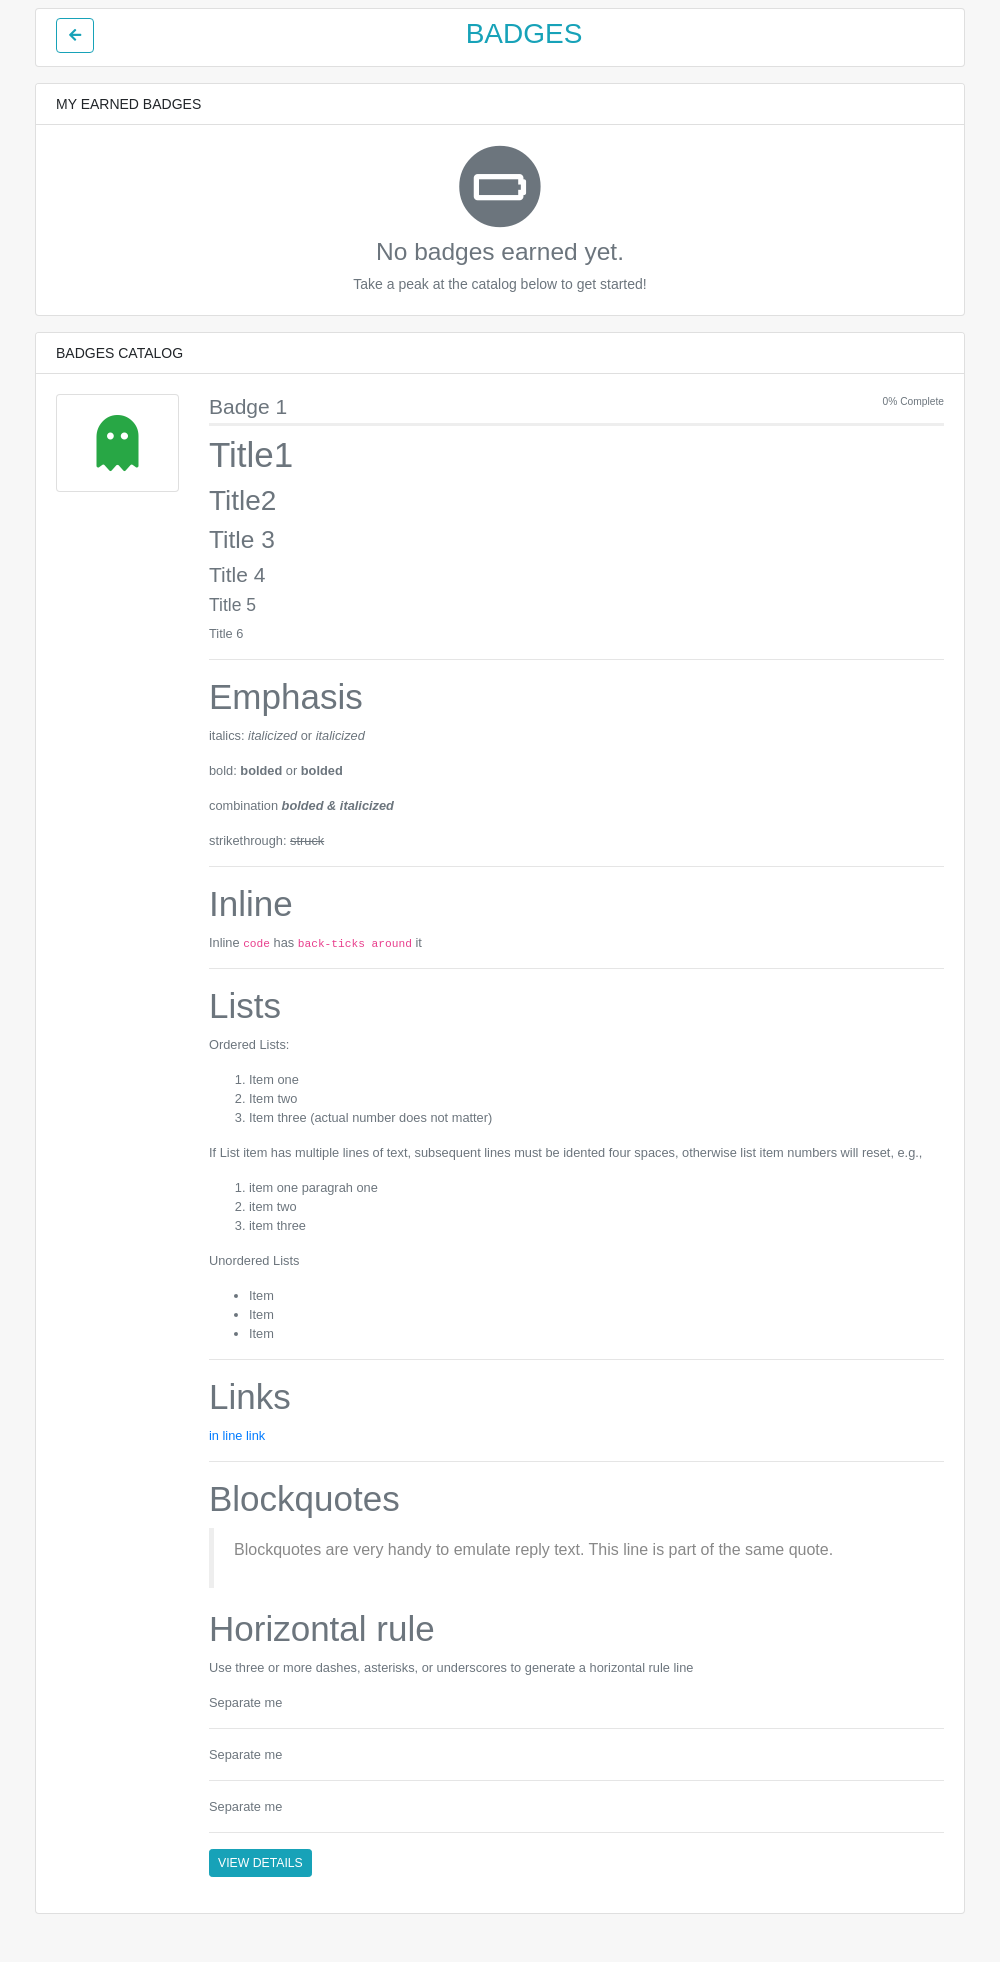 BADGES
MY EARNED BADGES
No badges earned yet.
Take a peak at the catalog below to get started!
BADGES CATALOG
Badge 1
0% Complete
Title1
Title2
Title 3
Title 4
Title 5
Title 6
Emphasis
italics: italicized or italicized
bold: bolded or bolded
combination bolded & italicized
strikethrough: struck
Inline
Inline code has back-ticks around it
Lists
Ordered Lists:
1. Item one
2. Item two
3. Item three (actual number does not matter)
If List item has multiple lines of text, subsequent lines must be idented four spaces, otherwise list item numbers will reset, e.g.,
1. item one paragrah one
2. item two
3. item three
Unordered Lists
• Item
• Item
• Item
Links
in line link
Blockquotes
Blockquotes are very handy to emulate reply text. This line is part of the same quote.
Horizontal rule
Use three or more dashes, asterisks, or underscores to generate a horizontal rule line
Separate me
Separate me
Separate me
VIEW DETAILS